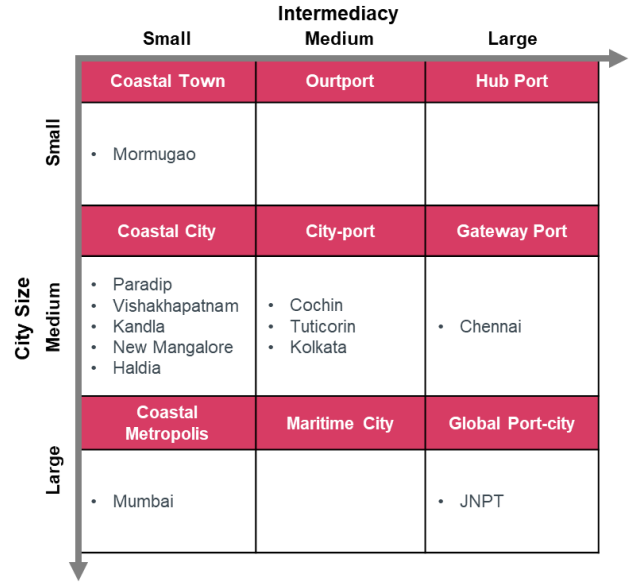 Intermediacy
Small Medium Large
Coastal Town Ourtport Hub Port
Small
• Mormugao
Coastal City City-port Gateway Port
City Size
Medium
• Paradip
• Vishakhapatnam
• Kandla
• New Mangalore
• Haldia
• Cochin
• Tuticorin
• Kolkata
• Chennai
Coastal
Metropolis
Maritime City Global Port-city
Large
• Mumbai
• JNPT